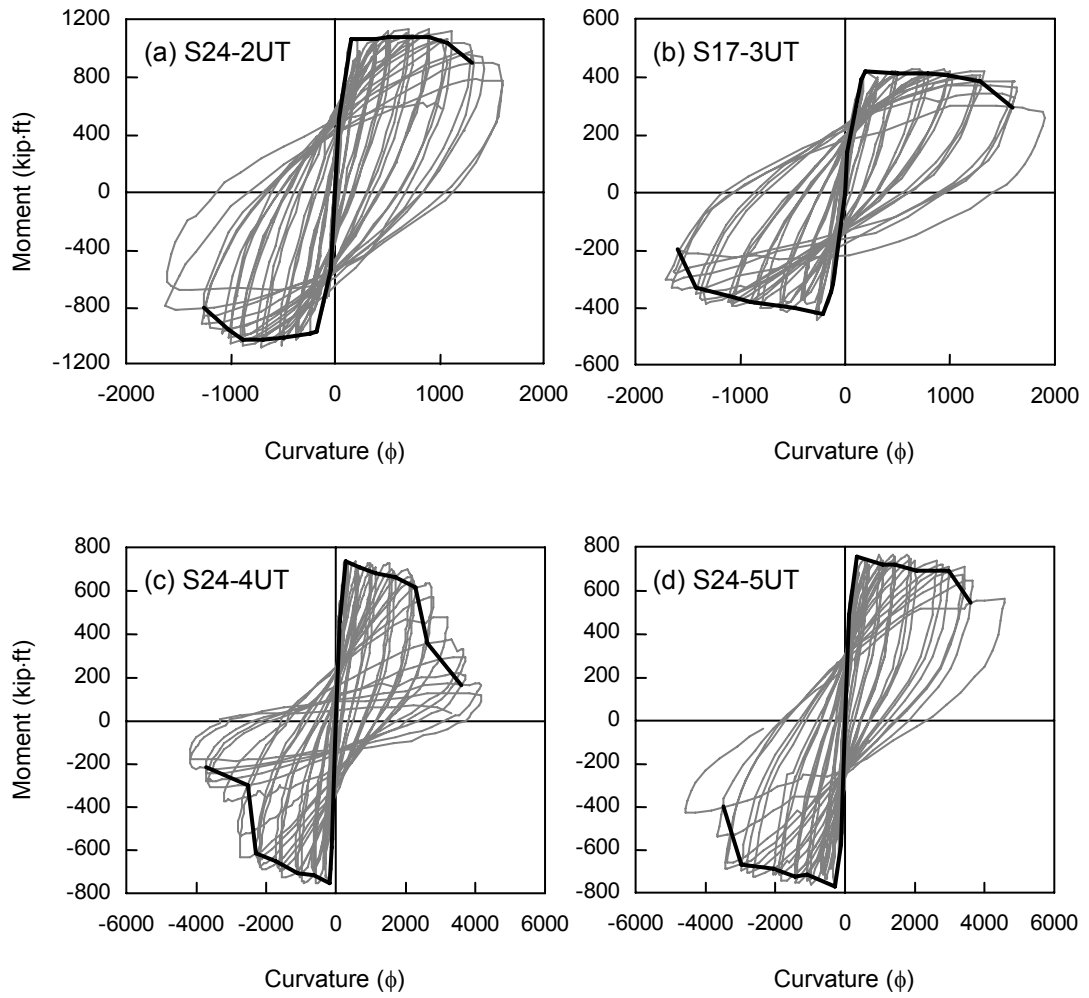 (a) S24-2UT
1200
800
400
0
-400
-800
-1200
-2000 -1000 0 1000 2000
Moment (kip·ft)
Curvature (ϕ)
(b) S17-3UT
600
400
200
0
-200
-400
-600
-2000 -1000 0 1000 2000
Curvature (ϕ)
(c) S24-4UT
800
600
400
200
0
-200
-400
-600
-800
-6000 -4000 -2000 0 2000 4000 6000
Moment (kip·ft)
Curvature (ϕ)
(d) S24-5UT
800
600
400
200
0
-200
-400
-600
-800
-6000 -4000 -2000 0 2000 4000 6000
Curvature (ϕ)